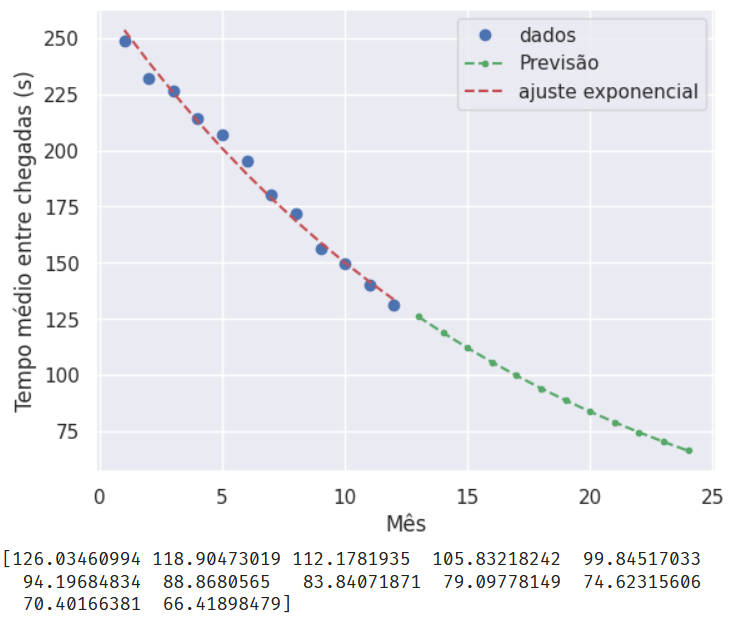 250
225
200
175
150
125
100
75
Tempo médio entre chegadas (s)
dados
Previsão
ajuste exponencial
0 5 10 15 20 25
Mês
[126.03460994 118.90473019 112.1781935 105.83218242 99.84517033
94.19684834 88.8680565 83.84071871 79.09778149 74.62315606
70.40166381 66.41898479]